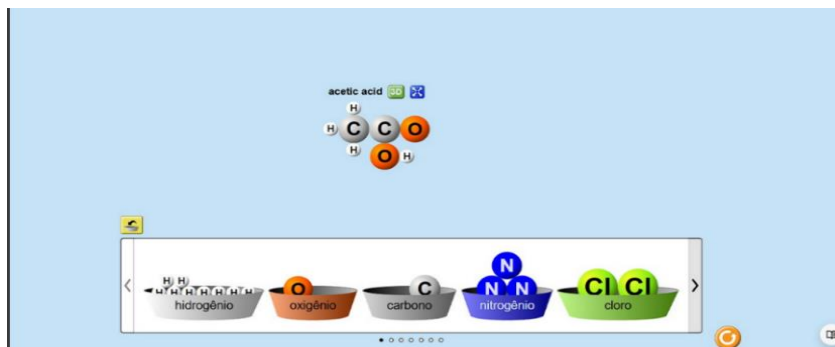 acetic acid 3D
H
H C C O
H O H
H H
H H H H H H H
O
C
N
N N
Cl Cl
hidrogênio oxigênio carbono nitrogênio cloro